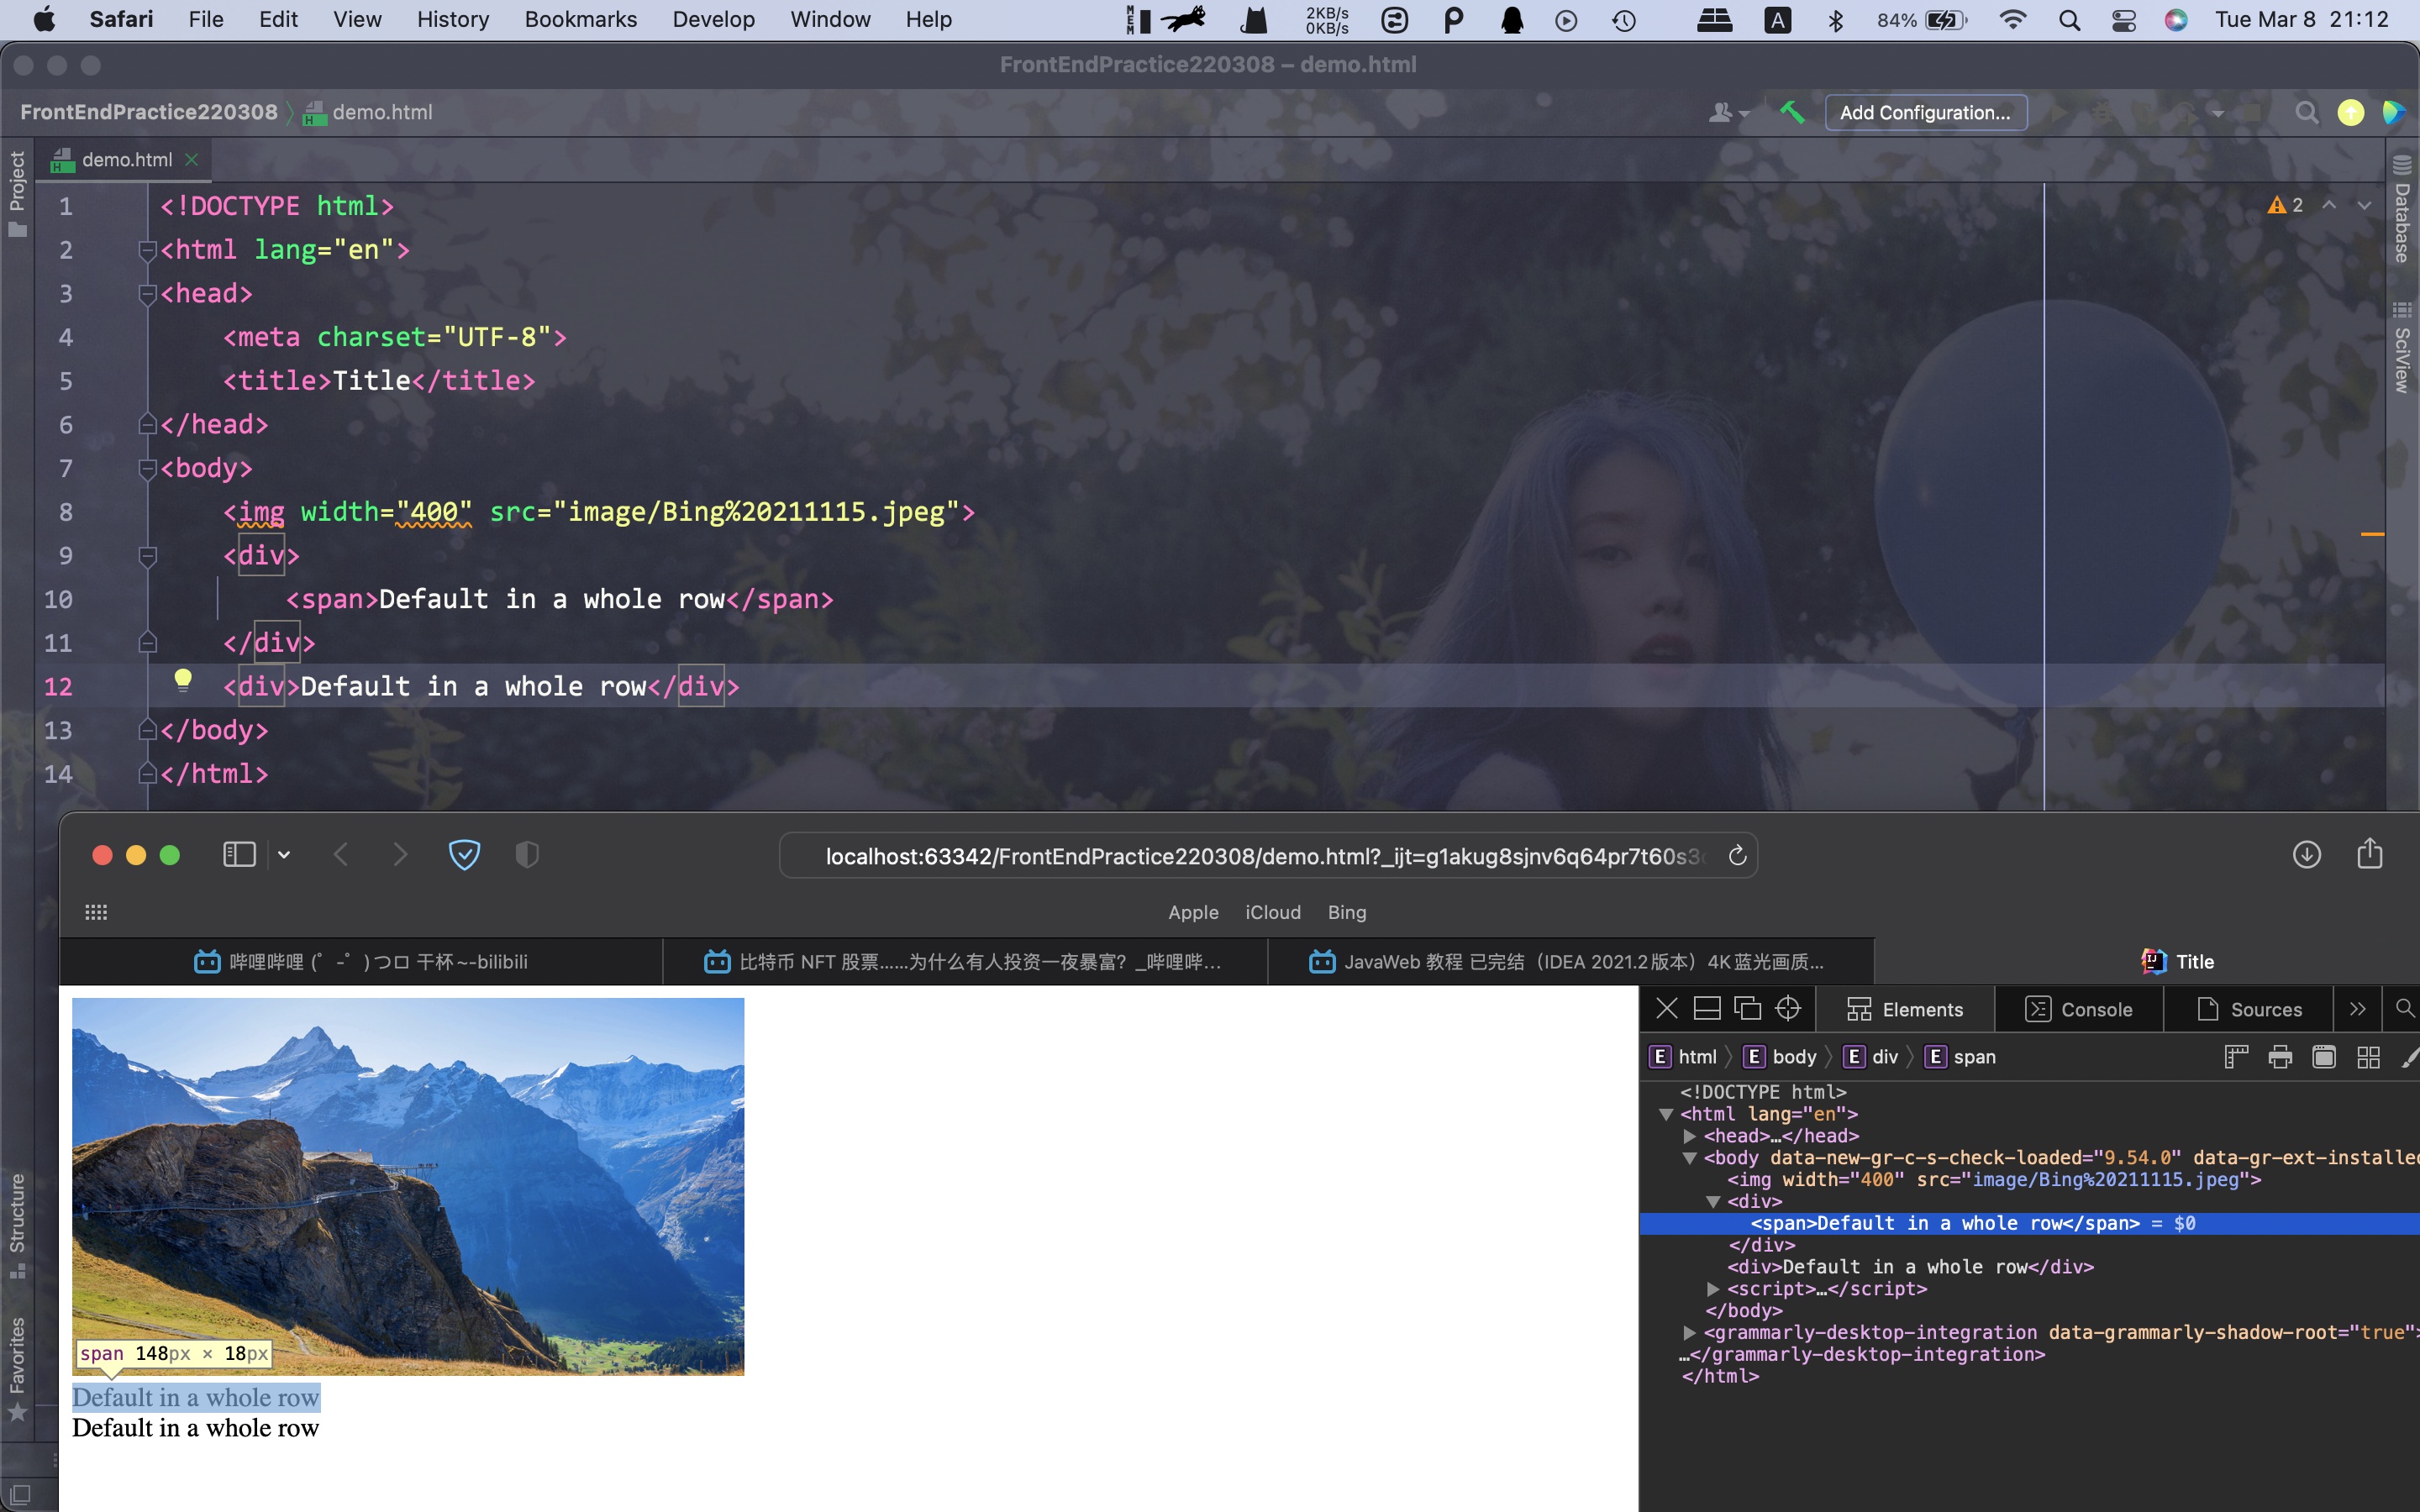 Safari File Edit View History Bookmarks Develop Window Help MEM 2KB/s 0KB/s A 84% Tue Mar 8 21:12
FrontEndPractice220308 – demo.html
FrontEndPractice220308 demo.html Add Configuration...
Project
demo.html
Database
SciView
2
1 <!DOCTYPE html>
2 <html lang="en">
3 <head>
4 <meta charset="UTF-8">
5 <title>Title</title>
6 </head>
7 <body>
8 <img width="400" src="image/Bing%20211115.jpeg">
9 <div>
10 <span>Default in a whole row</span>
11 </div>
12 <div>Default in a whole row</div>
13 </body>
14 </html>
Structure
Favorites
localhost:63342/FrontEndPractice220308/demo.html?_ijt=g1akug8sjnv6q64pr7t60s3
Apple iCloud Bing
哔哩哔哩 (゜-゜)つロ 干杯~-bilibili
比特币 NFT 股票……为什么有人投资一夜暴富？_哔哩哔...
JavaWeb 教程 已完结（IDEA 2021.2版本）4K蓝光画质...
Title
Elements Console Sources
E html E body E div E span
<!DOCTYPE html>
<html lang="en">
<head>…</head>
<body data-new-gr-c-s-check-loaded="9.54.0" data-gr-ext-installed
<img width="400" src="image/Bing%20211115.jpeg">
<div>
<span>Default in a whole row</span> = $0
</div>
<div>Default in a whole row</div>
<script>…</script>
</body>
<grammarly-desktop-integration data-grammarly-shadow-root="true">
…</grammarly-desktop-integration>
</html>
span 148px × 18px
Default in a whole row
Default in a whole row